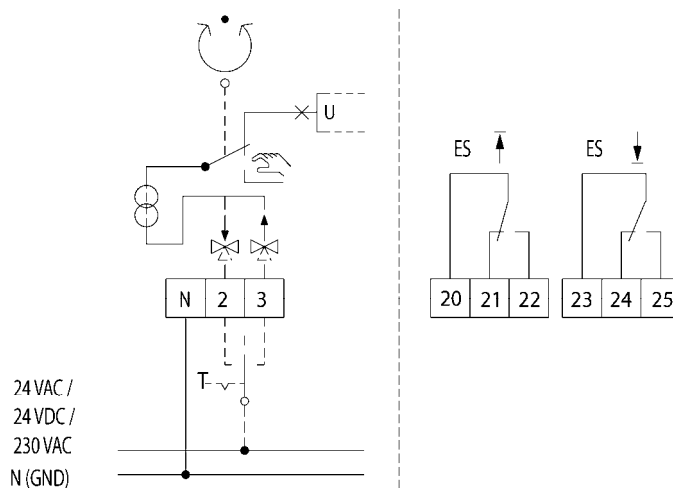 U
ES
ES
N 2 3
20 21 22
23 24 25
T
24 VAC /
24 VDC /
230 VAC
N (GND)